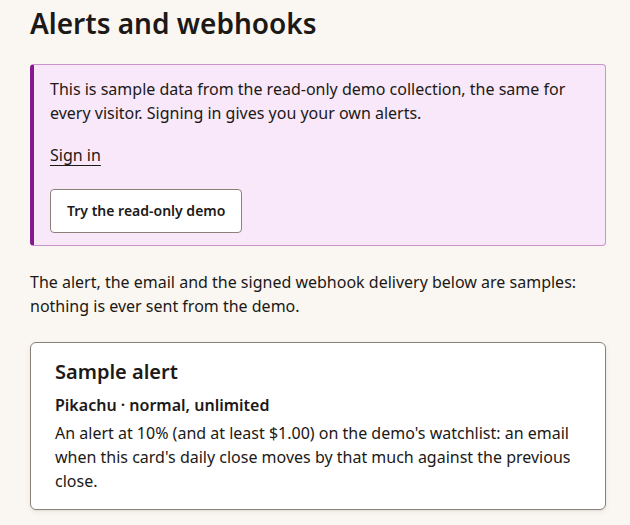 Alerts and webhooks
This is sample data from the read-only demo collection, the same for
every visitor. Signing in gives you your own alerts.
Sign in
Try the read-only demo
The alert, the email and the signed webhook delivery below are samples:
nothing is ever sent from the demo.
Sample alert
Pikachu · normal, unlimited
An alert at 10% (and at least $1.00) on the demo's watchlist: an email
when this card's daily close moves by that much against the previous
close.